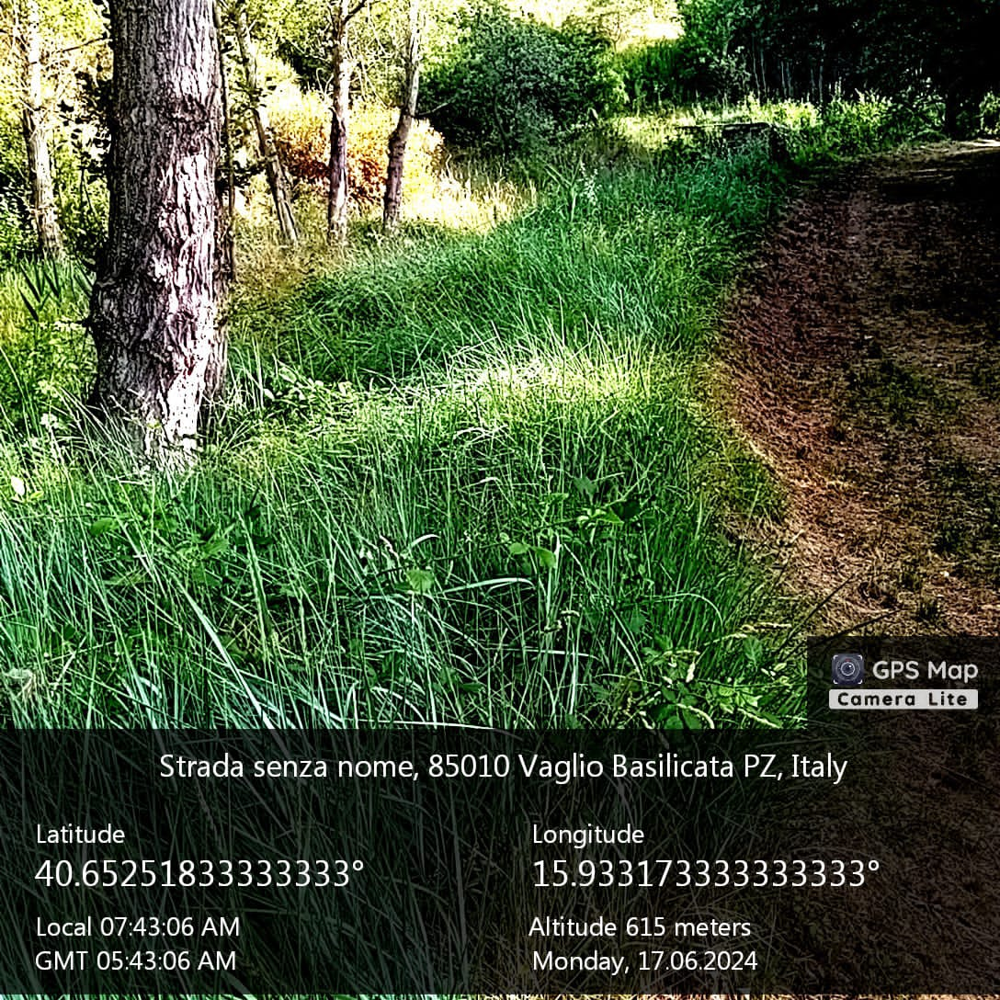 GPS Map
Camera Lite
Strada senza nome, 85010 Vaglio Basilicata PZ, Italy
Latitude
40.65251833333333°
Longitude
15.933173333333333°
Local 07:43:06 AM
GMT 05:43:06 AM
Altitude 615 meters
Monday, 17.06.2024